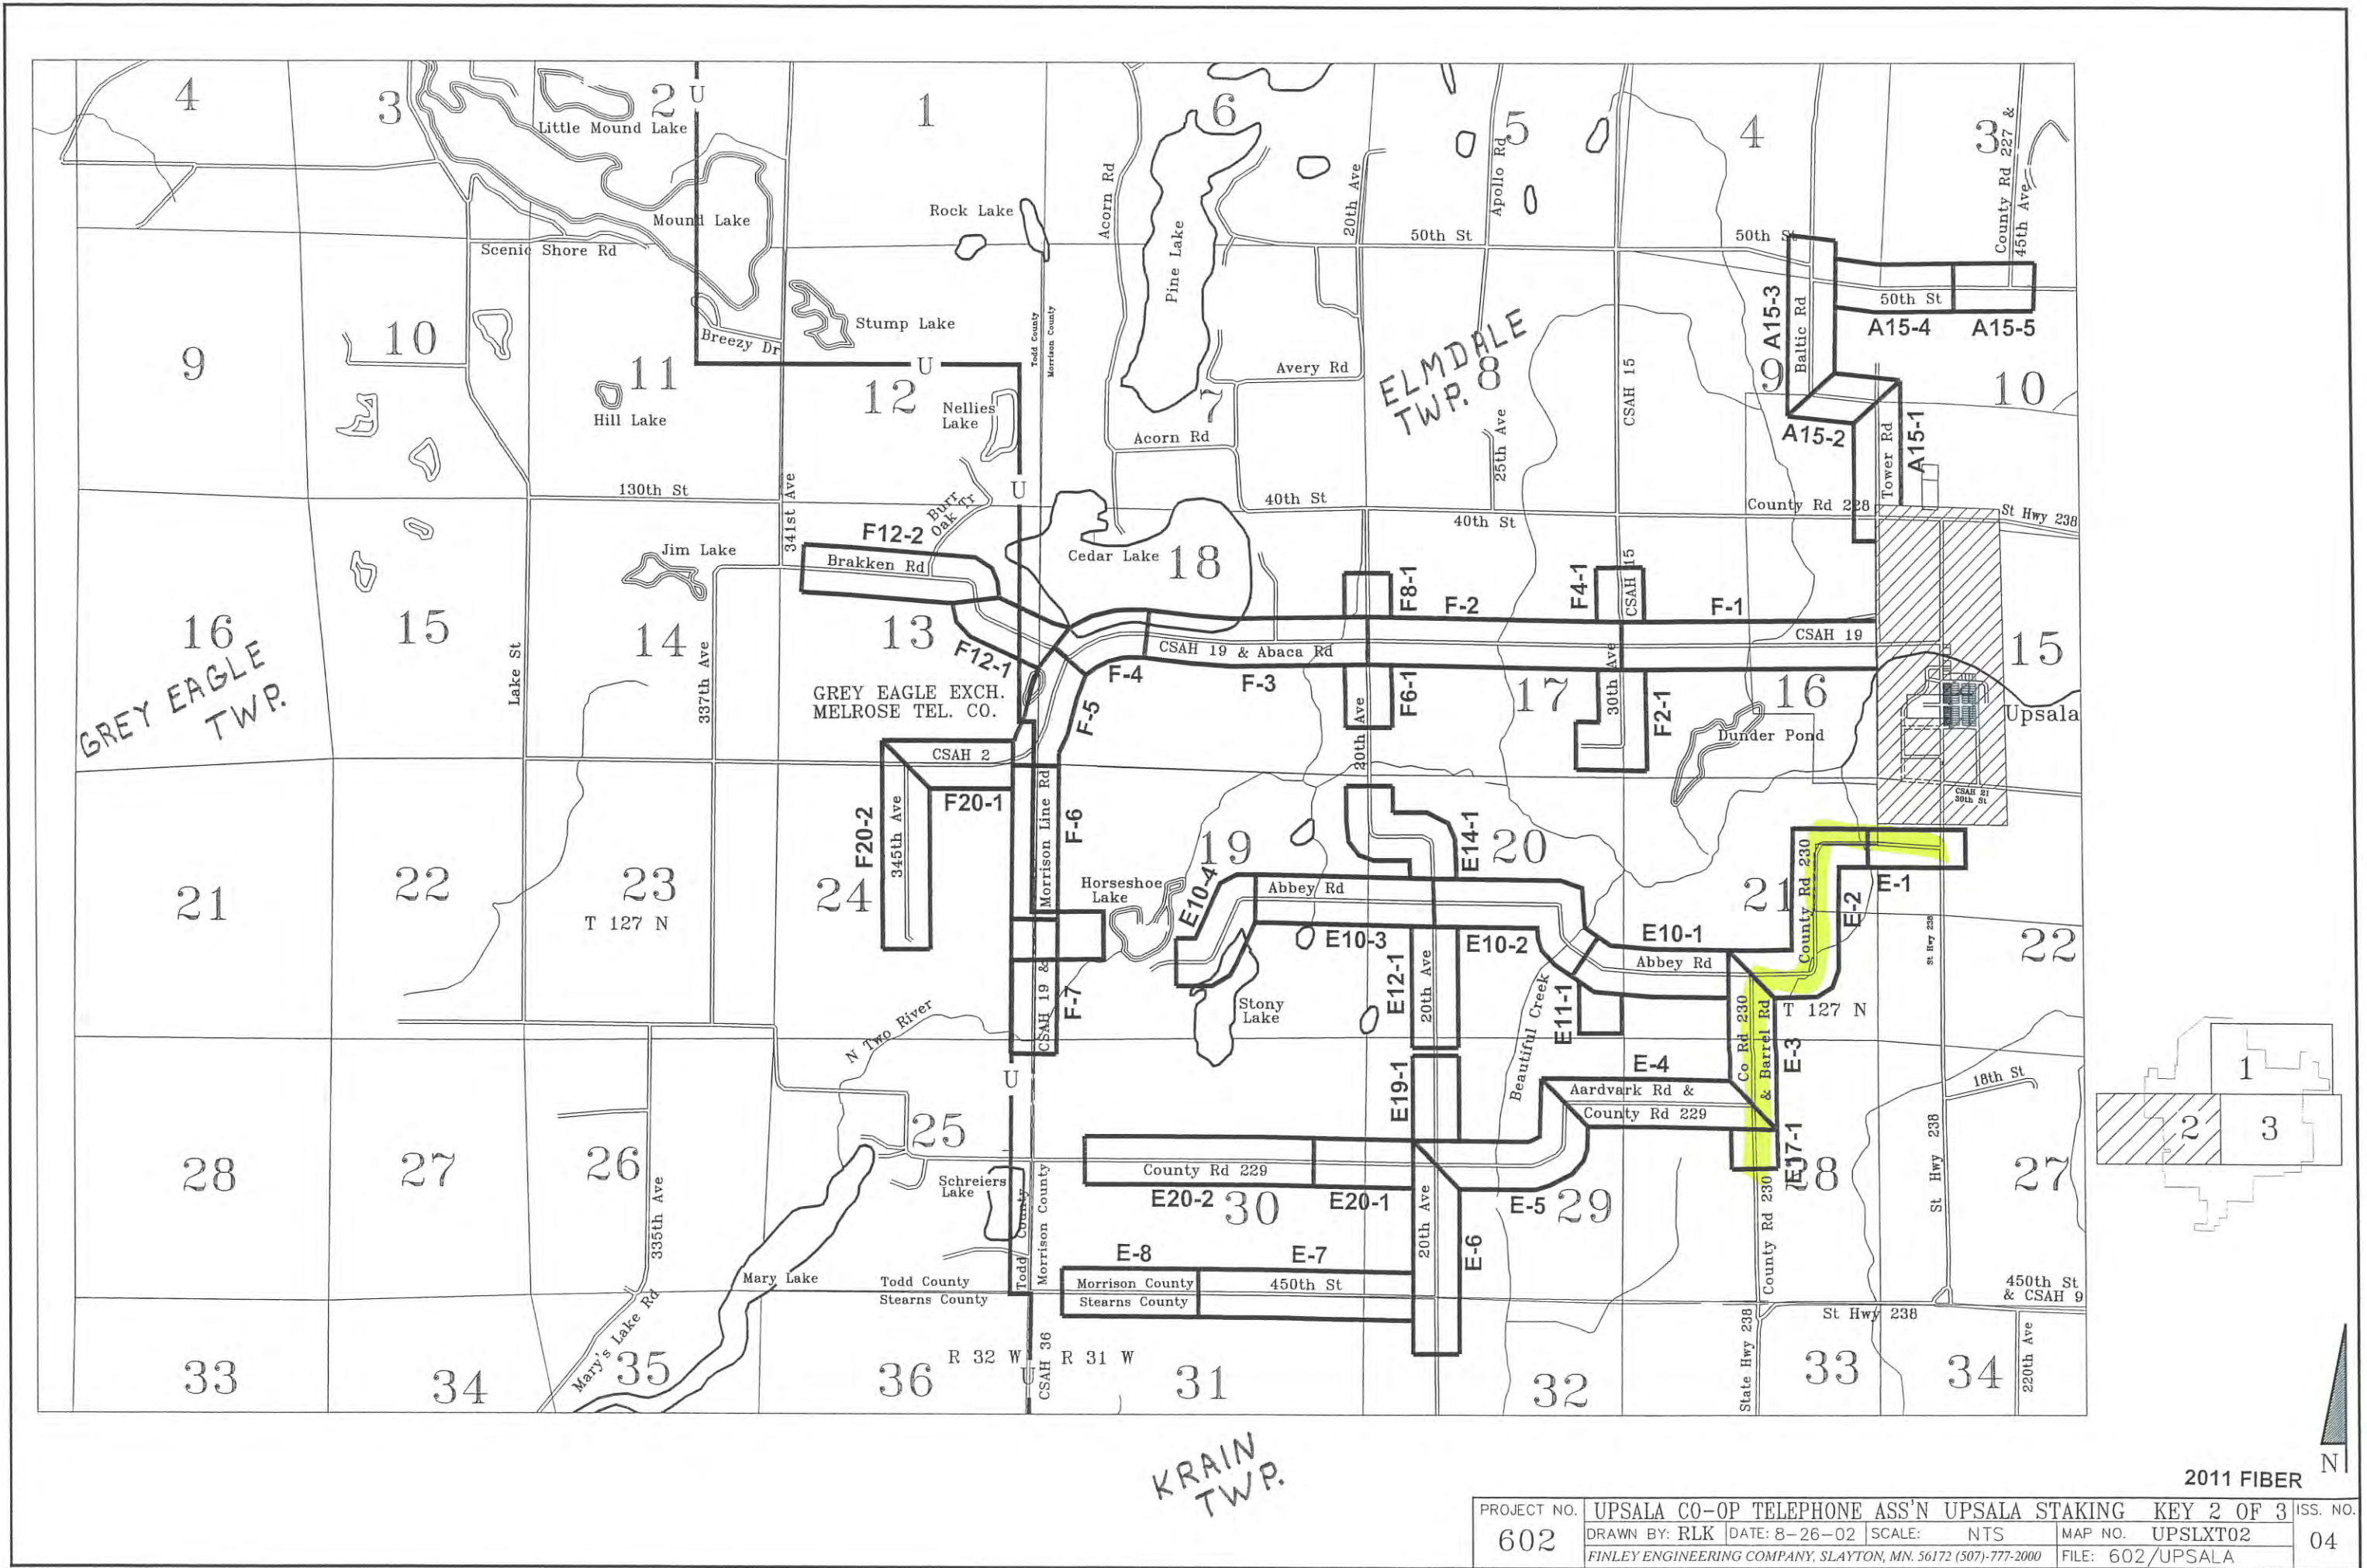 4
3
2
U
1
6
5
4
3
Little Mound Lake
Mound Lake
Scenic Shore Rd
Rock Lake
Acorn Rd
Pine Lake
20th Ave
Apollo Rd
50th St
50th St
County Rd 227 &
45th Ave
9
10
11
12
Breezy Dr
Stump Lake
Hill Lake
Nellies
Lake
U
Todd County
Morrison County
Avery Rd
7
ELMDALE
TWP.
8
25th Ave
CSAH 15
A15-3
Baltic Rd
9
50th St
A15-4
A15-5
10
A15-2
Tower Rd
A15-1
Acorn Rd
130th St
341st Ave
Burr
Oak Tr
U
40th St
40th St
County Rd 228
St Hwy 238
16
GREY EAGLE
TWP.
15
14
13
Jim Lake
F12-2
Brakken Rd
Cedar Lake
18
F8-1
F-2
F4-1
CSAH 15
F-1
CSAH 19
Lake St
337th Ave
F12-1
CSAH 19 & Abaca Rd
F-4
F-3
F-5
GREY EAGLE EXCH.
MELROSE TEL. CO.
F6-1
20th Ave
17
30th Ave
F2-1
16
Dunder Pond
15
Upsala
CSAH 21
30th St
CSAH 2
F20-1
F20-2
345th Ave
Morrison Line Rd
F-6
21
22
23
T 127 N
24
19
Horseshoe
Lake
E10-4
Abbey Rd
E14-1
20
21
County Rd 230
E-2
E-1
St Hwy 238
22
E10-3
E10-2
E10-1
Abbey Rd
Stony
Lake
E12-1
20th Ave
Beautiful Creek
E11-1
Co Rd 230
& Barrel Rd
E-3
T 127 N
N Two River
CSAH 19 &
F-7
U
E19-1
E-4
Aardvark Rd &
County Rd 229
18th St
E17-1
St Hwy 238
28
27
26
25
County Rd 229
E20-2
30
E20-1
E-5
29
28
27
335th Ave
Schreiers
Lake
Todd County
Morrison County
20th Ave
E-6
County Rd 230
E-8
E-7
Mary Lake
Mary's Lake Rd
Todd County
Stearns County
Morrison County
Stearns County
450th St
St Hwy 238
450th St
& CSAH 9
33
34
35
36
R 32 W
U
CSAH 36
R 31 W
31
32
State Hwy 238
33
34
220th Ave
1
2
3
KRAIN
TWP.
N
2011 FIBER
PROJECT NO.
602
UPSALA CO-OP TELEPHONE ASS'N UPSALA STAKING KEY 2 OF 3
ISS. NO.
04
DRAWN BY: RLK DATE: 8-26-02 SCALE: NTS MAP NO. UPSLXT02
FINLEY ENGINEERING COMPANY, SLAYTON, MN. 56172 (507)-777-2000 FILE: 602/UPSALA